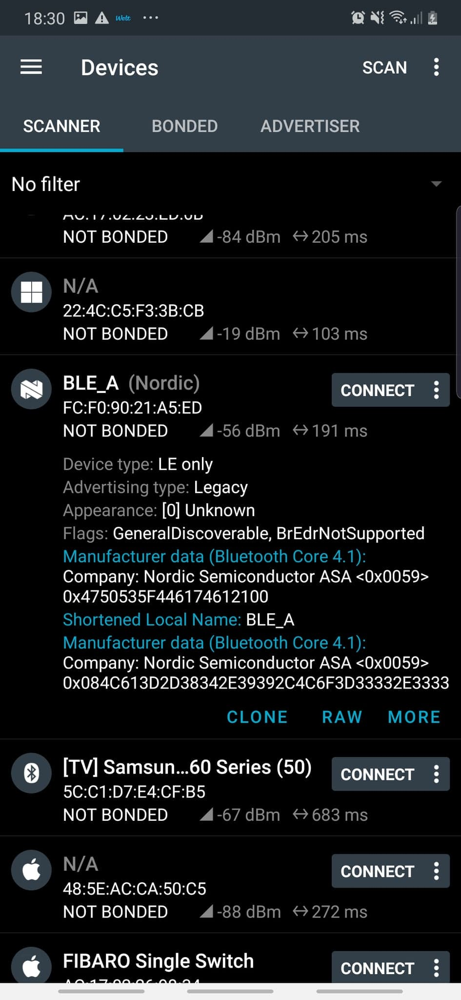 18:30 Wolt
Devices SCAN
SCANNER BONDED ADVERTISER
No filter
NOT BONDED -84 dBm 205 ms
N/A
22:4C:C5:F3:3B:CB
NOT BONDED -19 dBm 103 ms
BLE_A (Nordic) CONNECT
FC:F0:90:21:A5:ED
NOT BONDED -56 dBm 191 ms
Device type: LE only
Advertising type: Legacy
Appearance: [0] Unknown
Flags: GeneralDiscoverable, BrEdrNotSupported
Manufacturer data (Bluetooth Core 4.1):
Company: Nordic Semiconductor ASA <0x0059>
0x4750535F446174612100
Shortened Local Name: BLE_A
Manufacturer data (Bluetooth Core 4.1):
Company: Nordic Semiconductor ASA <0x0059>
0x084C613D2D38342E39392C4C6F3D33332E3333
CLONE RAW MORE
[TV] Samsun...60 Series (50) CONNECT
5C:C1:D7:E4:CF:B5
NOT BONDED -67 dBm 683 ms
N/A CONNECT
48:5E:AC:CA:50:C5
NOT BONDED -88 dBm 272 ms
FIBARO Single Switch CONNECT